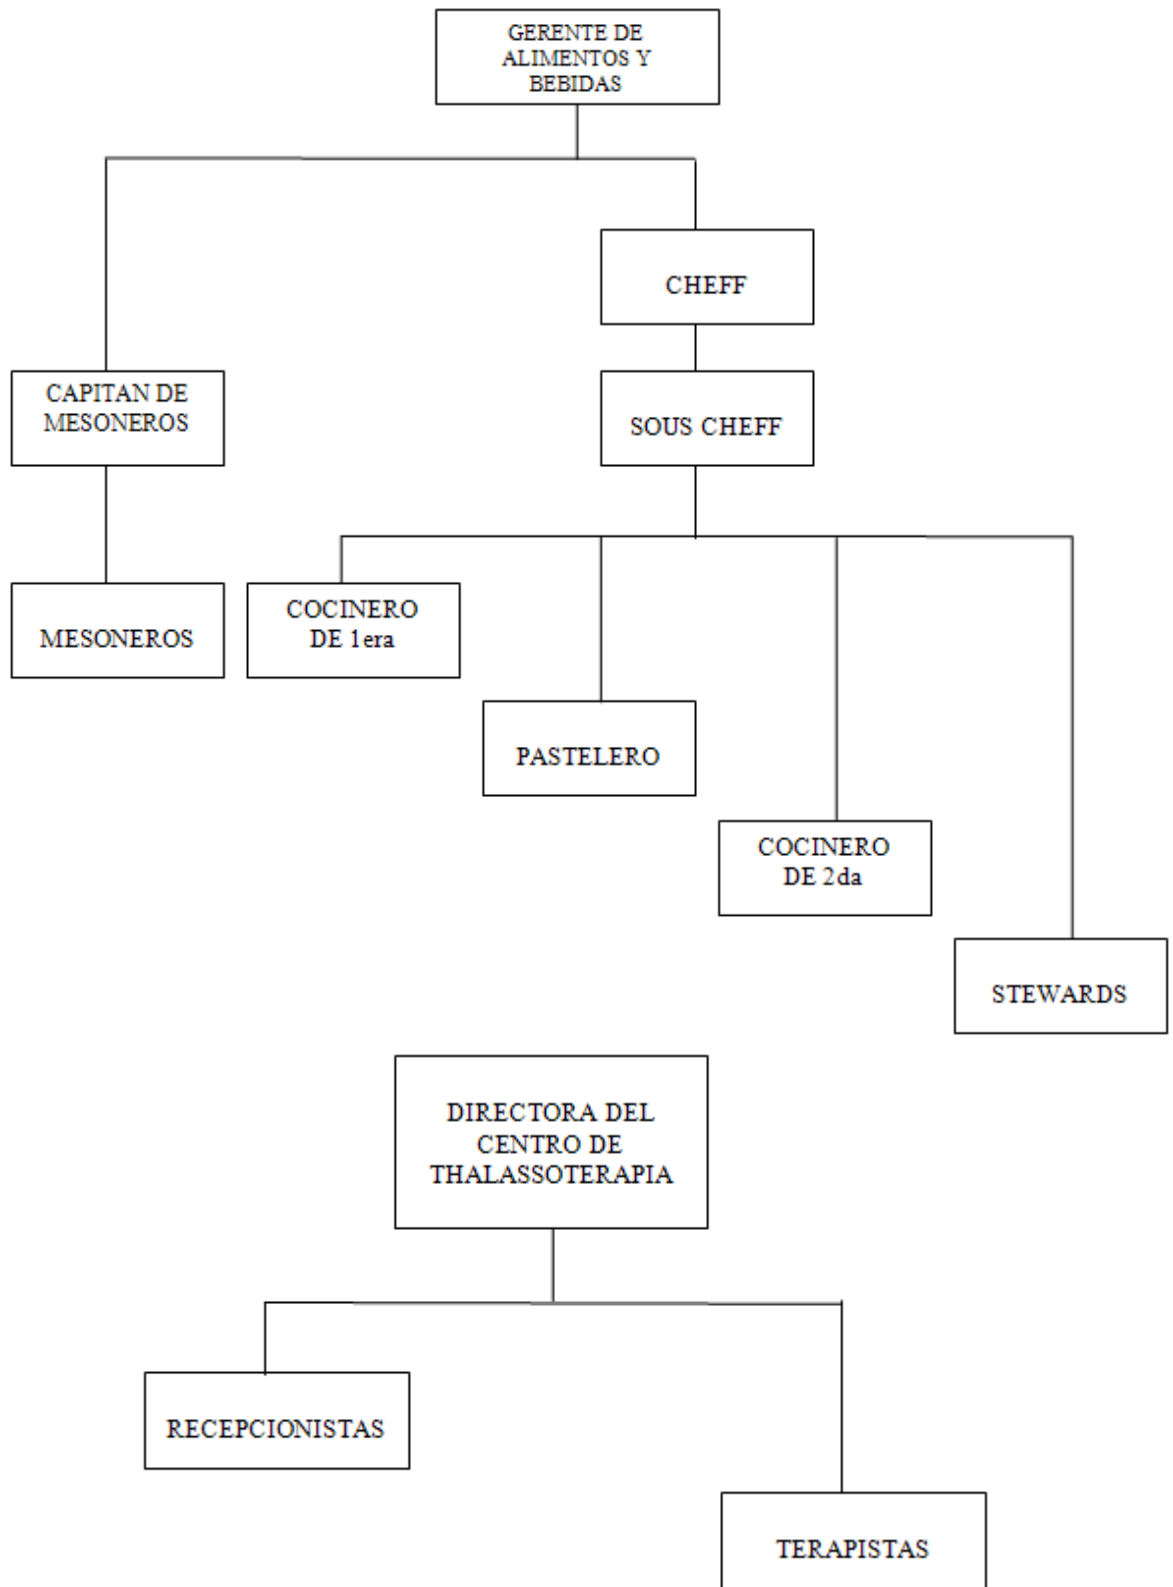 GERENTE DE
ALIMENTOS Y
BEBIDAS
CHEFF
CAPITAN DE
MESONEROS
SOUS CHEFF
MESONEROS
COCINERO
DE 1era
PASTELERO
COCINERO
DE 2da
STEWARDS
DIRECTORA DEL
CENTRO DE
THALASSOTERAPIA
RECEPCIONISTAS
TERAPISTAS